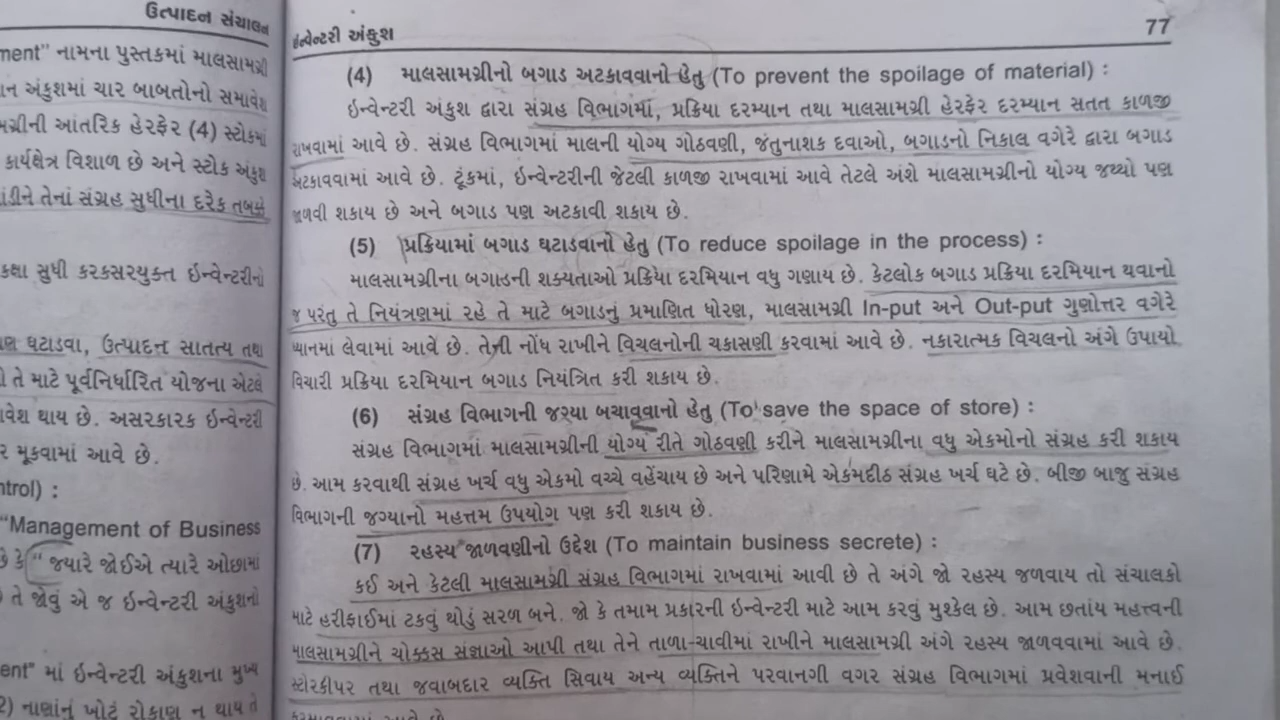 ઉત્પાદન સંચાલન
ment" નામના પુસ્તકમાં માલસામગ્રી
ન અંકુશમાં ચાર બાબતોનો સમાવેશ
મગ્રીની આંતરિક હેરફેર (4) સ્ટોકમાં
કાર્યક્ષેત્ર વિશાળ છે અને સ્ટોક અંકુશ
માંડીને તેનાં સંગ્રહ સુધીના દરેક તબક્કે
કક્ષા સુધી કરકસરયુક્ત ઇન્વેન્ટરીનો
પણ ઘટાડવા, ઉત્પાદન સાતત્ય તથા
તે માટે પૂર્વનિર્ધારિત યોજના એટલે
વેશ થાય છે. અસરકારક ઇન્વેન્ટરી
ર મૂકવામાં આવે છે.
ntrol) :
"Management of Business
છે કે " જ્યારે જોઈએ ત્યારે ઓછામાં
તે જોવું એ જ ઇન્વેન્ટરી અંકુશનો
ent" માં ઇન્વેન્ટરી અંકુશના મુખ્ય
2) નાણાંનું ખોટું રોકાણ ન થાય તે
ઇન્વેન્ટરી અંકુશ 77
(4) માલસામગ્રીનો બગાડ અટકાવવાનો હેતુ (To prevent the spoilage of material) :
ઇન્વેન્ટરી અંકુશ દ્વારા સંગ્રહ વિભાગમાં, પ્રક્રિયા દરમ્યાન તથા માલસામગ્રી હેરફેર દરમ્યાન સતત કાળજી
રાખવામાં આવે છે. સંગ્રહ વિભાગમાં માલની યોગ્ય ગોઠવણી, જંતુનાશક દવાઓ, બગાડનો નિકાલ વગેરે દ્વારા બગાડ
અટકાવવામાં આવે છે. ટૂંકમાં, ઇન્વેન્ટરીની જેટલી કાળજી રાખવામાં આવે તેટલે અંશે માલસામગ્રીનો યોગ્ય જથ્થો પણ
જાળવી શકાય છે અને બગાડ પણ અટકાવી શકાય છે.
(5) પ્રક્રિયામાં બગાડ ઘટાડવાનો હેતુ (To reduce spoilage in the process) :
માલસામગ્રીના બગાડની શક્યતાઓ પ્રક્રિયા દરમિયાન વધુ ગણાય છે. કેટલોક બગાડ પ્રક્રિયા દરમિયાન થવાનો
જ પરંતુ તે નિયંત્રણમાં રહે તે માટે બગાડનું પ્રમાણિત ધોરણ, માલસામગ્રી In-put અને Out-put ગુણોત્તર વગેરે
ધ્યાનમાં લેવામાં આવે છે. તેની નોંધ રાખીને વિચલનોની ચકાસણી કરવામાં આવે છે. નકારાત્મક વિચલનો અંગે ઉપાયો
વિચારી પ્રક્રિયા દરમિયાન બગાડ નિયંત્રિત કરી શકાય છે.
(6) સંગ્રહ વિભાગની જગ્યા બચાવવાનો હેતુ (To save the space of store) :
સંગ્રહ વિભાગમાં માલસામગ્રીની યોગ્ય રીતે ગોઠવણી કરીને માલસામગ્રીના વધુ એકમોનો સંગ્રહ કરી શકાય
છે. આમ કરવાથી સંગ્રહ ખર્ચ વધુ એકમો વચ્ચે વહેંચાય છે અને પરિણામે એકમદીઠ સંગ્રહ ખર્ચ ઘટે છે. બીજી બાજુ સંગ્રહ
વિભાગની જગ્યાનો મહત્તમ ઉપયોગ પણ કરી શકાય છે.
(7) રહસ્ય જાળવણીનો ઉદ્દેશ (To maintain business secrete) :
કઈ અને કેટલી માલસામગ્રી સંગ્રહ વિભાગમાં રાખવામાં આવી છે તે અંગે જો રહસ્ય જળવાય તો સંચાલકો
માટે હરીફાઈમાં ટકવું થોડું સરળ બને. જો કે તમામ પ્રકારની ઇન્વેન્ટરી માટે આમ કરવું મુશ્કેલ છે. આમ છતાંય મહત્ત્વની
માલસામગ્રીને ચોક્કસ સંજ્ઞાઓ આપી તથા તેને તાળા-ચાવીમાં રાખીને માલસામગ્રી અંગે રહસ્ય જાળવવામાં આવે છે.
સ્ટોરકીપર તથા જવાબદાર વ્યક્તિ સિવાય અન્ય વ્યક્તિને પરવાનગી વગર સંગ્રહ વિભાગમાં પ્રવેશવાની મનાઈ
ફરમાવવામાં આવે છે.